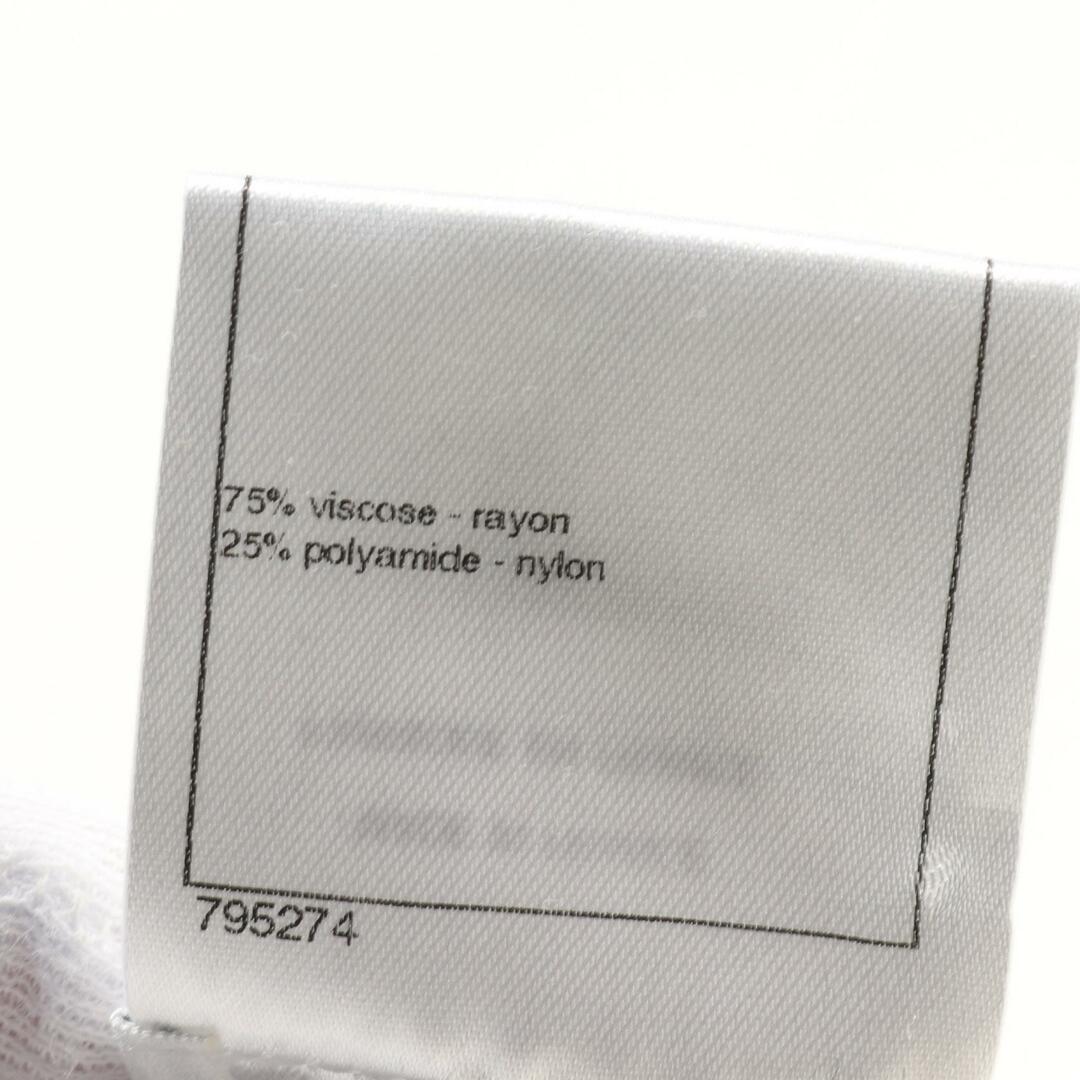 75% viscose - rayon
25% polyamide - nylon
795274